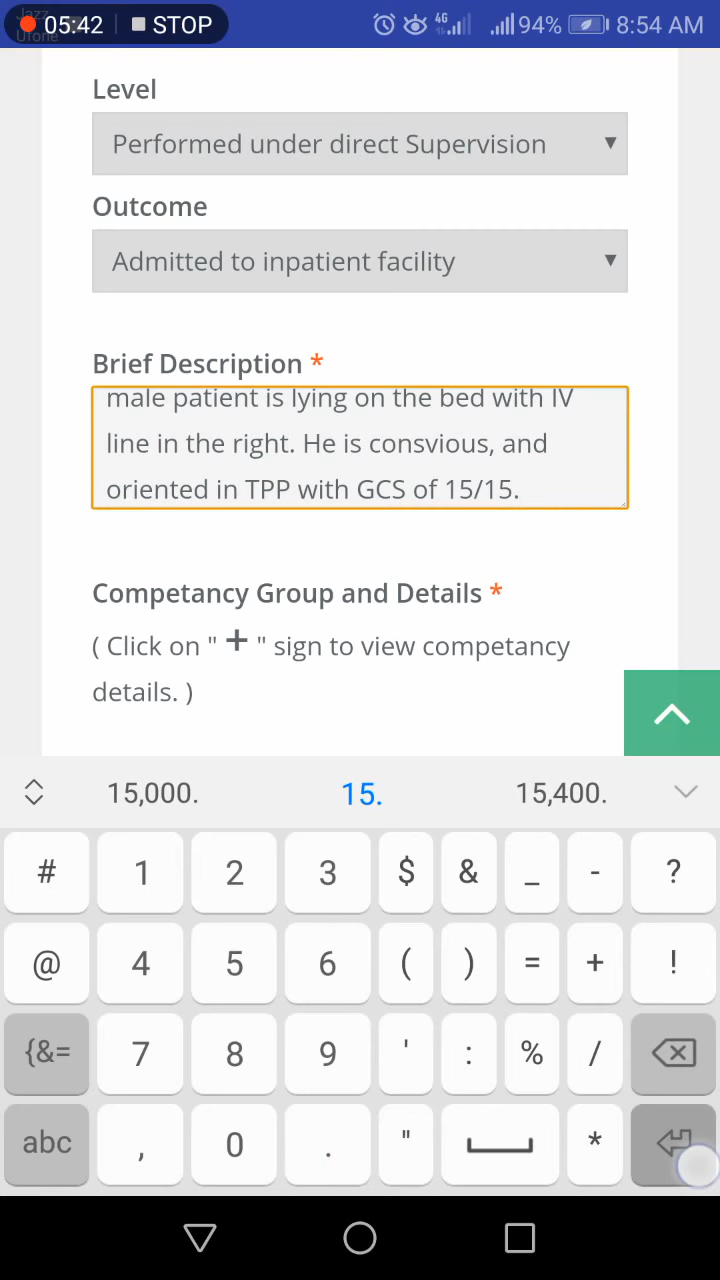 Jazz
Ufone
05:42 STOP 4G 94% 8:54 AM
Level
Performed under direct Supervision
Outcome
Admitted to inpatient facility
Brief Description *
male patient is lying on the bed with IV
line in the right. He is consvious, and
oriented in TPP with GCS of 15/15.
Competancy Group and Details *
( Click on " + " sign to view competancy
details. )
15,000. 15. 15,400.
# 1 2 3 $ & _ - ?
@ 4 5 6 ( ) = + !
{&= 7 8 9 ' : % /
abc , 0 . " *